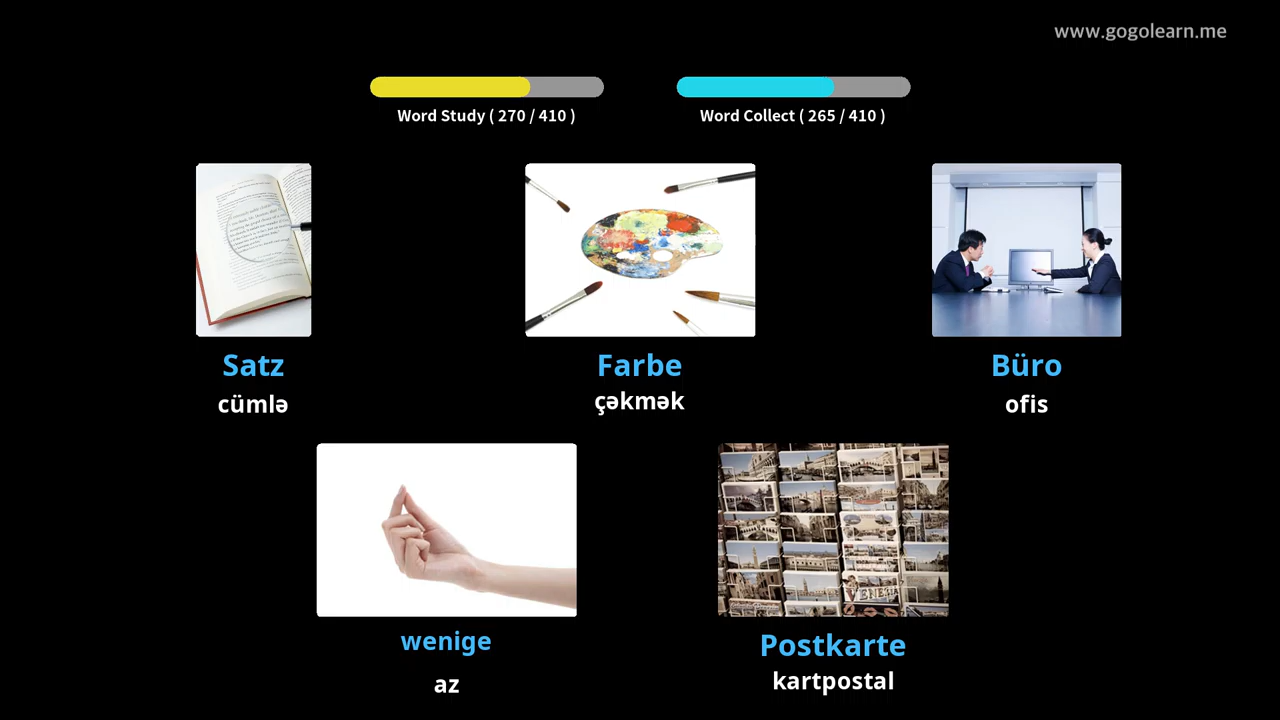 www.gogolearn.me
Word Study ( 270 / 410 )
Word Collect ( 265 / 410 )
Satz
cümlə
Farbe
çəkmək
Büro
ofis
wenige
az
Postkarte
kartpostal